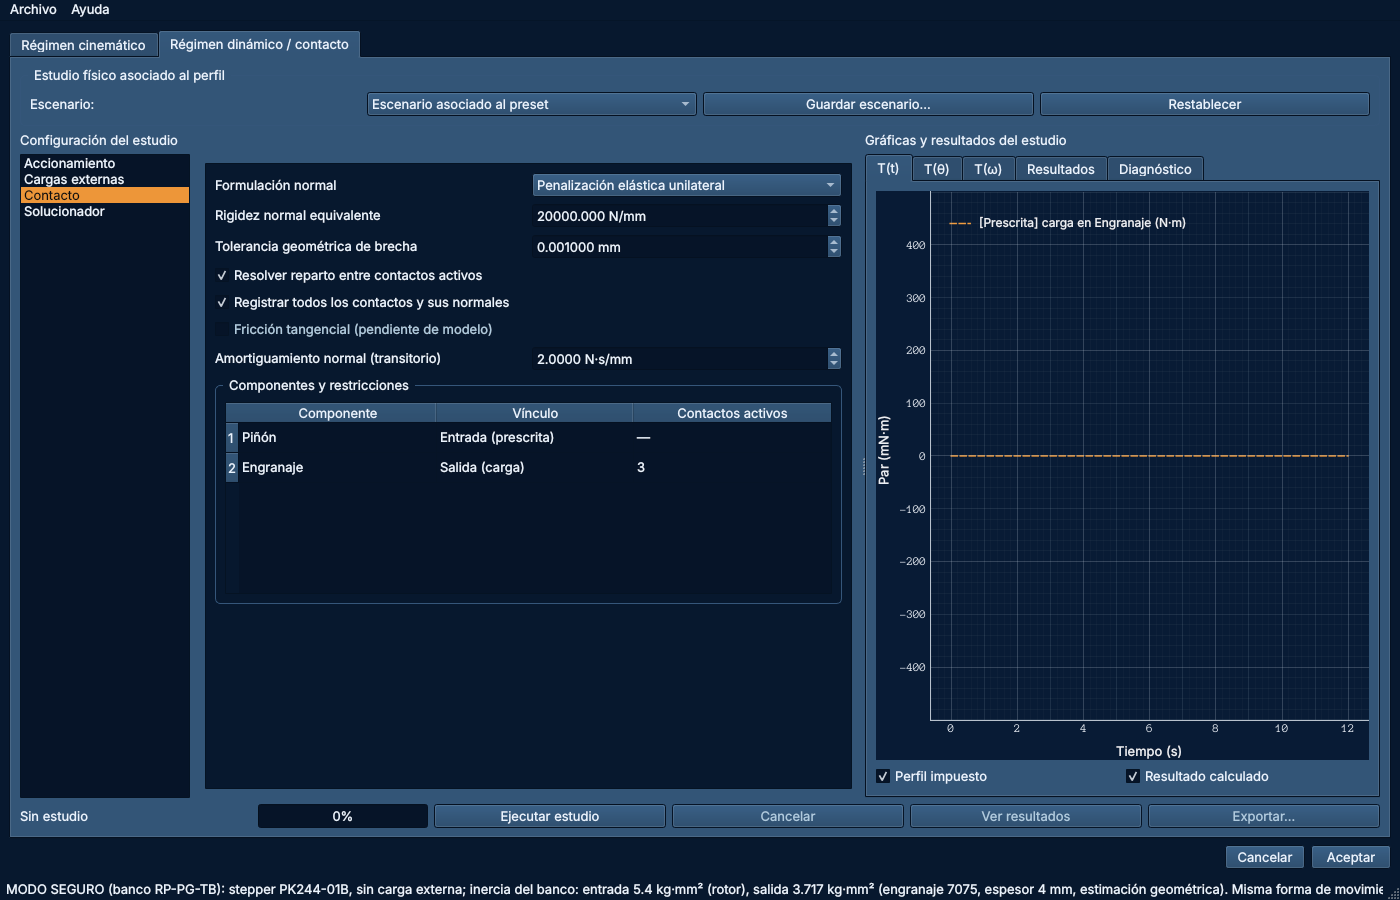 Archivo Ayuda
Régimen cinemático Régimen dinámico / contacto
Estudio físico asociado al perfil
Escenario: Escenario asociado al preset Guardar escenario... Restablecer
Configuración del estudio
Accionamiento
Cargas externas
Contacto
Solucionador
Formulación normal Penalización elástica unilateral
Rigidez normal equivalente 20000.000 N/mm
Tolerancia geométrica de brecha 0.001000 mm
Resolver reparto entre contactos activos
Registrar todos los contactos y sus normales
Fricción tangencial (pendiente de modelo)
Amortiguamiento normal (transitorio) 2.0000 N·s/mm
Componentes y restricciones
Componente Vínculo Contactos activos
1 Piñón Entrada (prescrita) —
2 Engranaje Salida (carga) 3
Gráficas y resultados del estudio
T(t) T(θ) T(ω) Resultados Diagnóstico
[Prescrita] carga en Engranaje (N·m)
400
300
200
100
0
−100
−200
−300
−400
Par (mN·m)
0 2 4 6 8 10 12
Tiempo (s)
Perfil impuesto Resultado calculado
Sin estudio 0% Ejecutar estudio Cancelar Ver resultados Exportar...
Cancelar Aceptar
MODO SEGURO (banco RP-PG-TB): stepper PK244-01B, sin carga externa; inercia del banco: entrada 5.4 kg·mm² (rotor), salida 3.717 kg·mm² (engranaje 7075, espesor 4 mm, estimación geométrica). Misma forma de movimie